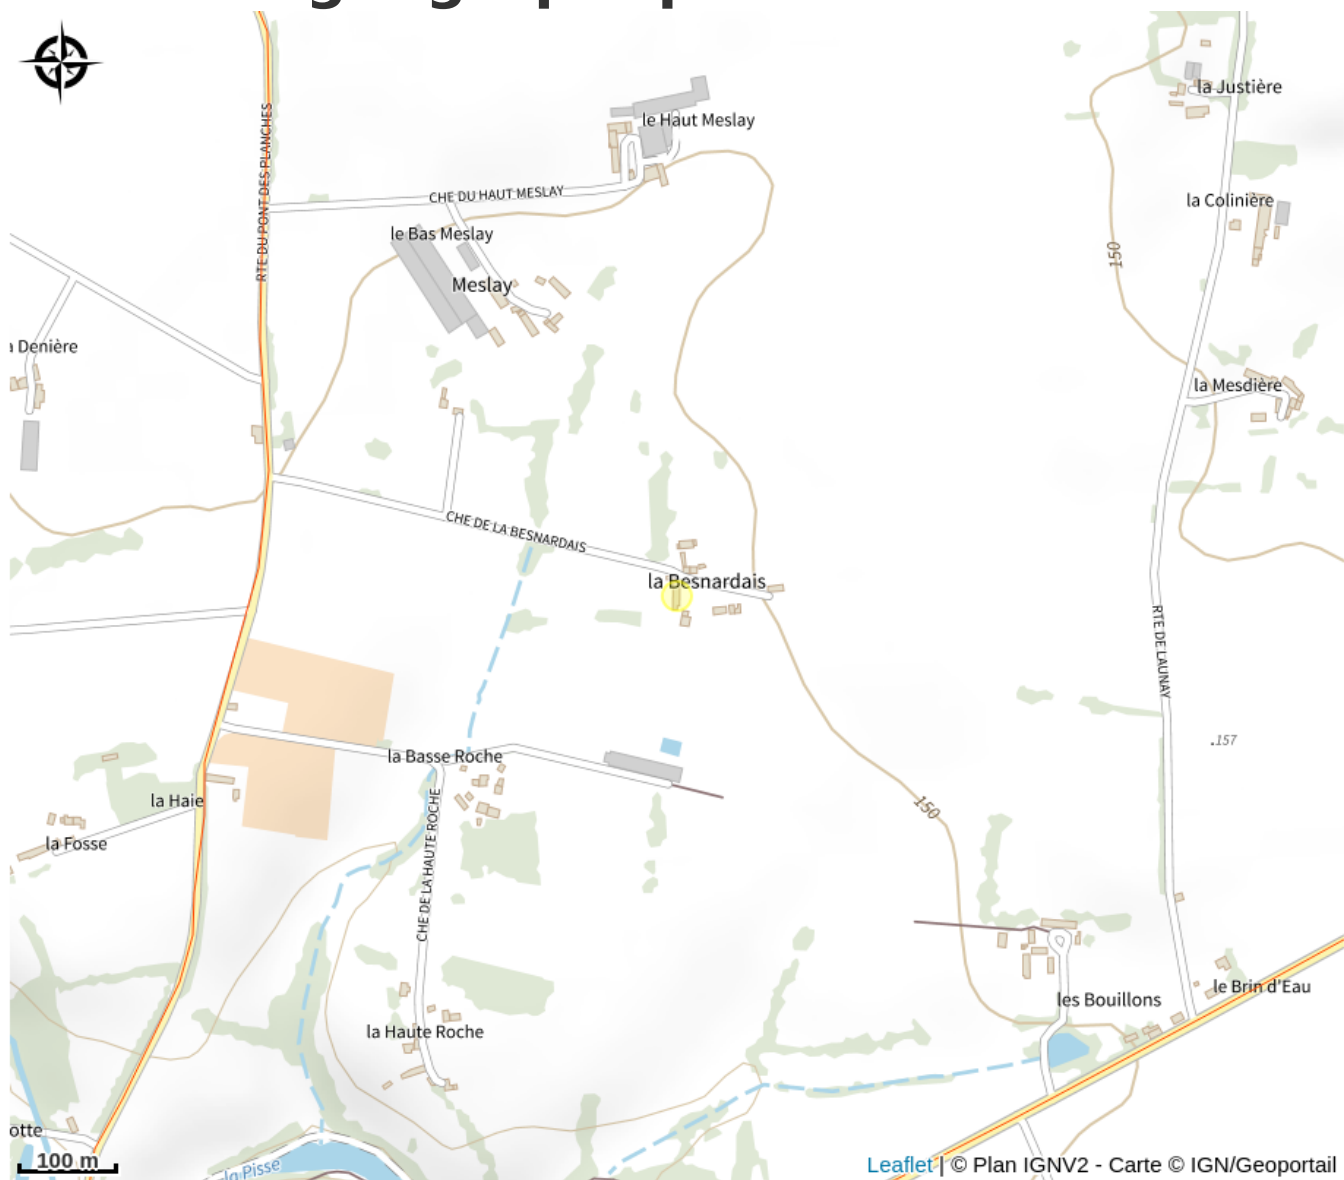 la Justière
RTE DU PONT DES PLANCHES
le Haut Meslay
CHE DU HAUT MESLAY
la Colinière
le Bas Meslay
150
Meslay
Denière
la Mesdière
CHE DE LA BESNARDAIS
la Besnardais
RTE DE LAUNAY
.157
la Basse Roche
la Haie
150
la Fosse
CHE DE LA HAUTE ROCHE
le Brin d'Eau
les Bouillons
la Haute Roche
otte
100 m
la Pisse
Leaflet | © Plan IGNV2 - Carte © IGN/Geoportail